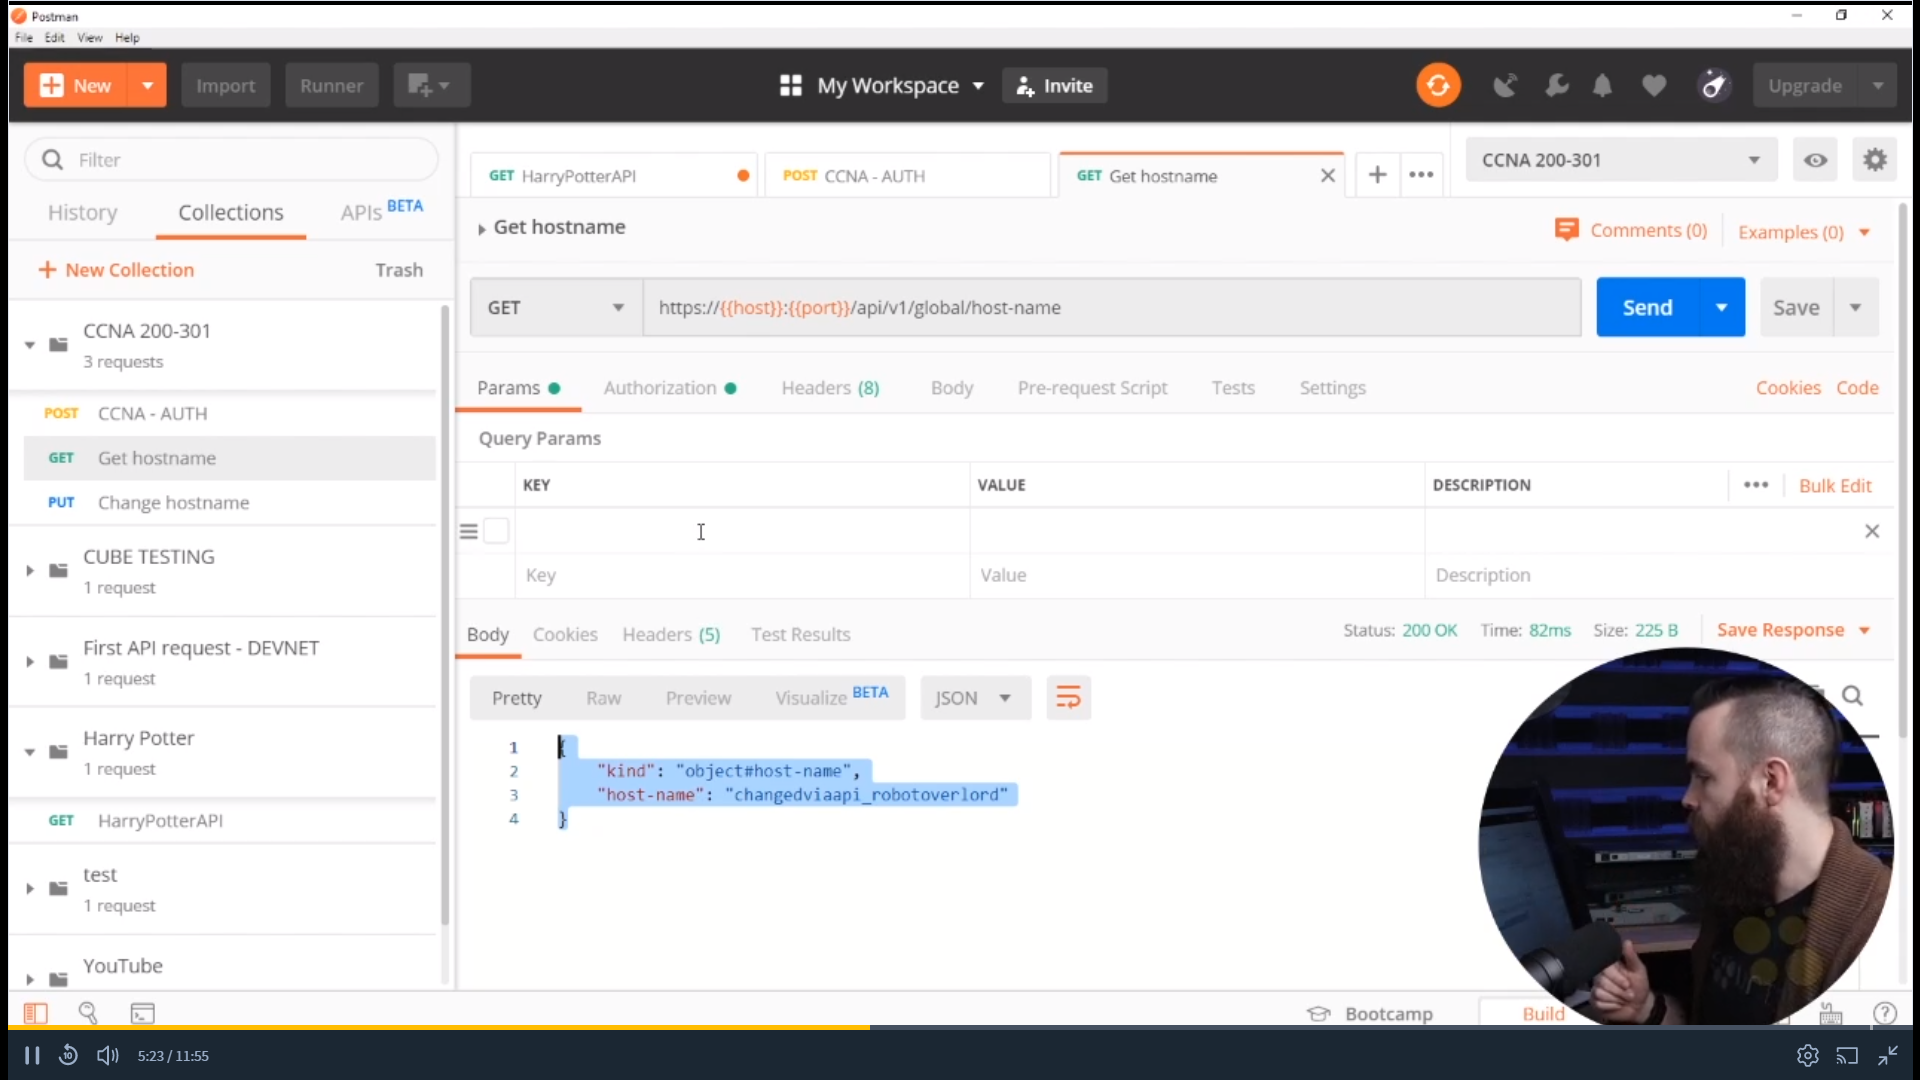 Postman
File Edit View Help
New Import Runner My Workspace Invite Upgrade
Filter
History Collections APIs BETA
+ New Collection Trash
CCNA 200-301
3 requests
POST CCNA - AUTH
GET Get hostname
PUT Change hostname
CUBE TESTING
1 request
First API request - DEVNET
1 request
Harry Potter
1 request
GET HarryPotterAPI
test
1 request
YouTube
GET HarryPotterAPI POST CCNA - AUTH GET Get hostname CCNA 200-301
Get hostname Comments (0) Examples (0)
GET https://{{host}}:{{port}}/api/v1/global/host-name Send Save
Params Authorization Headers (8) Body Pre-request Script Tests Settings Cookies Code
Query Params
KEY VALUE DESCRIPTION Bulk Edit
Key Value Description
Body Cookies Headers (5) Test Results Status: 200 OK Time: 82ms Size: 225 B Save Response
Pretty Raw Preview Visualize BETA JSON
1 {
2 "kind": "object#host-name",
3 "host-name": "changedviaapi_robotoverlord"
4 }
Bootcamp Build
5:23 / 11:55